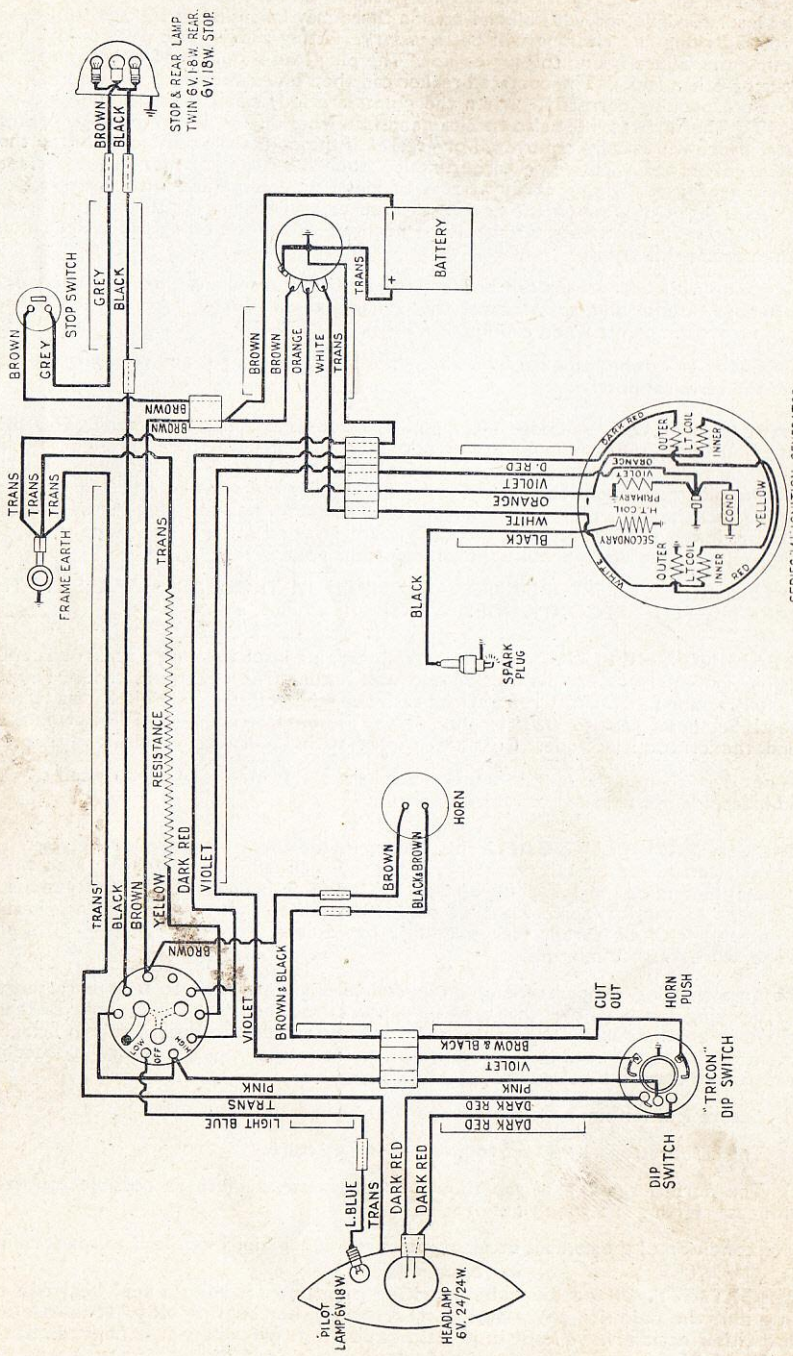 STOP & REAR LAMP
TWIN 6V. 1·8W. REAR.
6V. 18W. STOP.
BROWN
BLACK
GREY
BLACK
STOP SWITCH
BROWN
GREY
BROWN
BROWN
BROWN
BROWN
ORANGE
WHITE
TRANS
TRANS
BATTERY
+
-
TRANS
TRANS
TRANS
FRAME EARTH
TRANS
RESISTANCE
TRANS
BLACK
BROWN
YELLOW
DARK RED
VIOLET
D. RED
VIOLET
ORANGE
WHITE
BLACK
BLACK
SPARK
PLUG
DARK RED
OUTER
LT COIL
INNER
ORANGE
VIOLET
PRIMARY
H.T. COIL
SECONDARY
COND
YELLOW
OUTER
LT COIL
INNER
WHITE
RED
HORN
BROWN
BLACK&BROWN
BROWN
LOW
OFF
HIGH
VIOLET
BROWN & BLACK
PINK
TRANS
LIGHT BLUE
BROW & BLACK
VIOLET
PINK
DARK RED
DARK RED
CUT
OUT
HORN
PUSH
"TRICON"
DIP SWITCH
DIP
SWITCH
L. BLUE
TRANS
DARK RED
DARK RED
PILOT
LAMP 6V 18W.
HEADLAMP
6V. 24/24W.